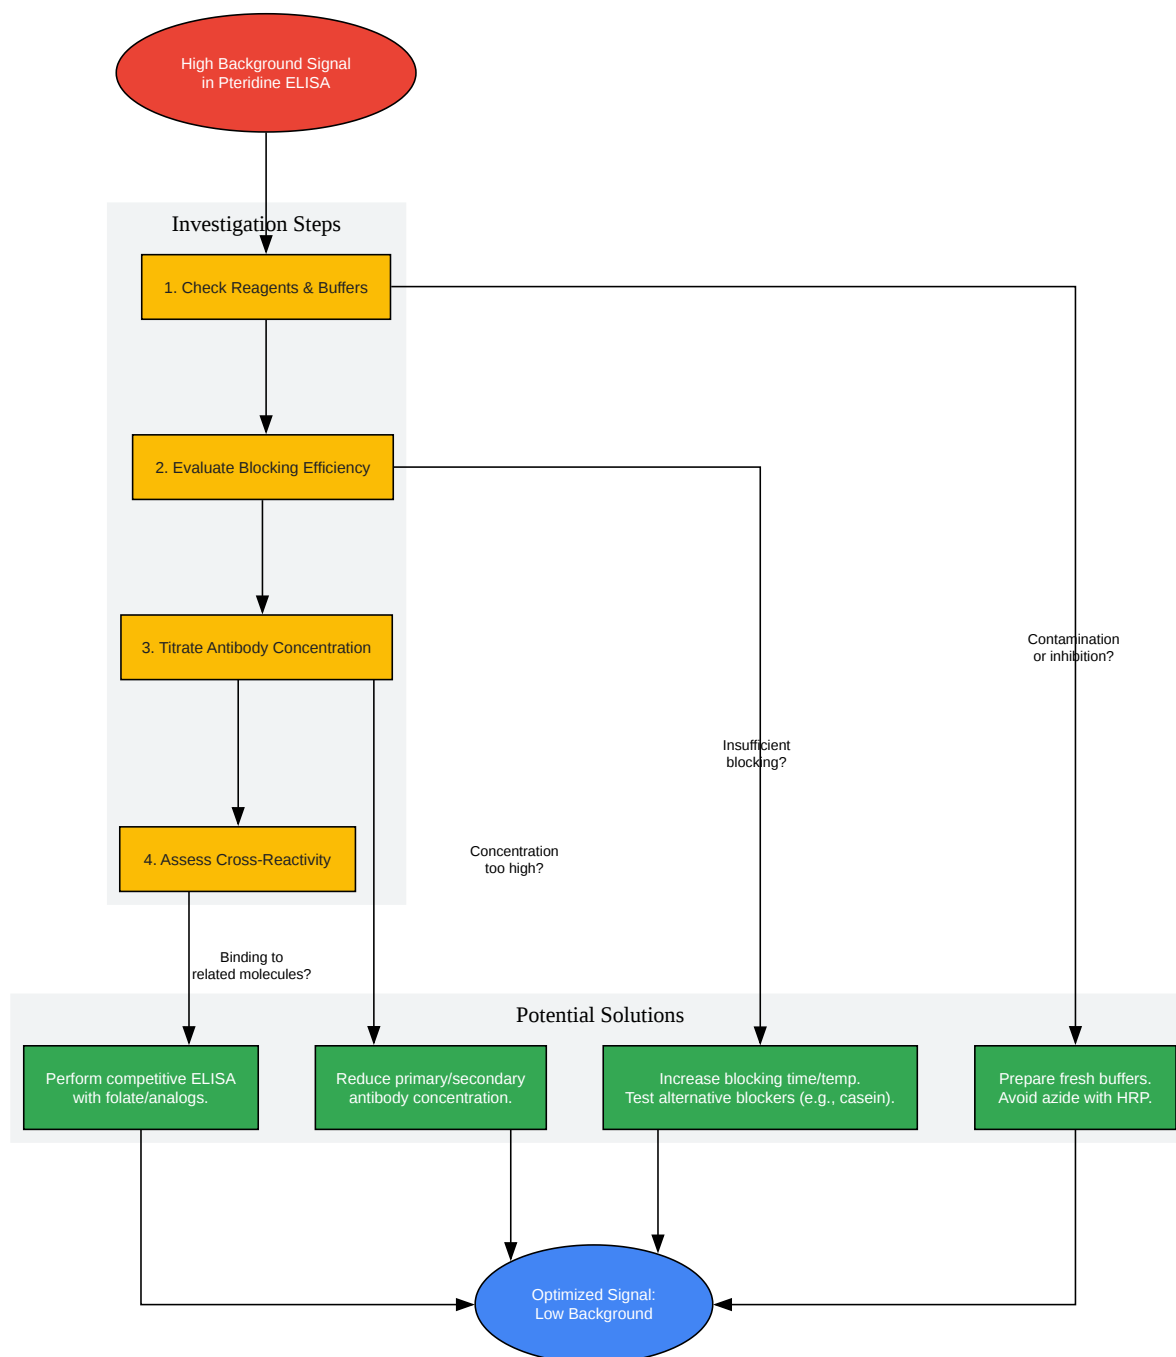 High Background Signal
in Pteridine ELISA
Investigation Steps
1. Check Reagents & Buffers
2. Evaluate Blocking Efficiency
3. Titrate Antibody Concentration
Contamination
or inhibition?
Insufficient
blocking?
4. Assess Cross-Reactivity
Concentration
too high?
Binding to
related molecules?
Potential Solutions
Perform competitive ELISA
with folate/analogs.
Reduce primary/secondary
antibody concentration.
Increase blocking time/temp.
Test alternative blockers (e.g., casein).
Prepare fresh buffers.
Avoid azide with HRP.
Optimized Signal:
Low Background